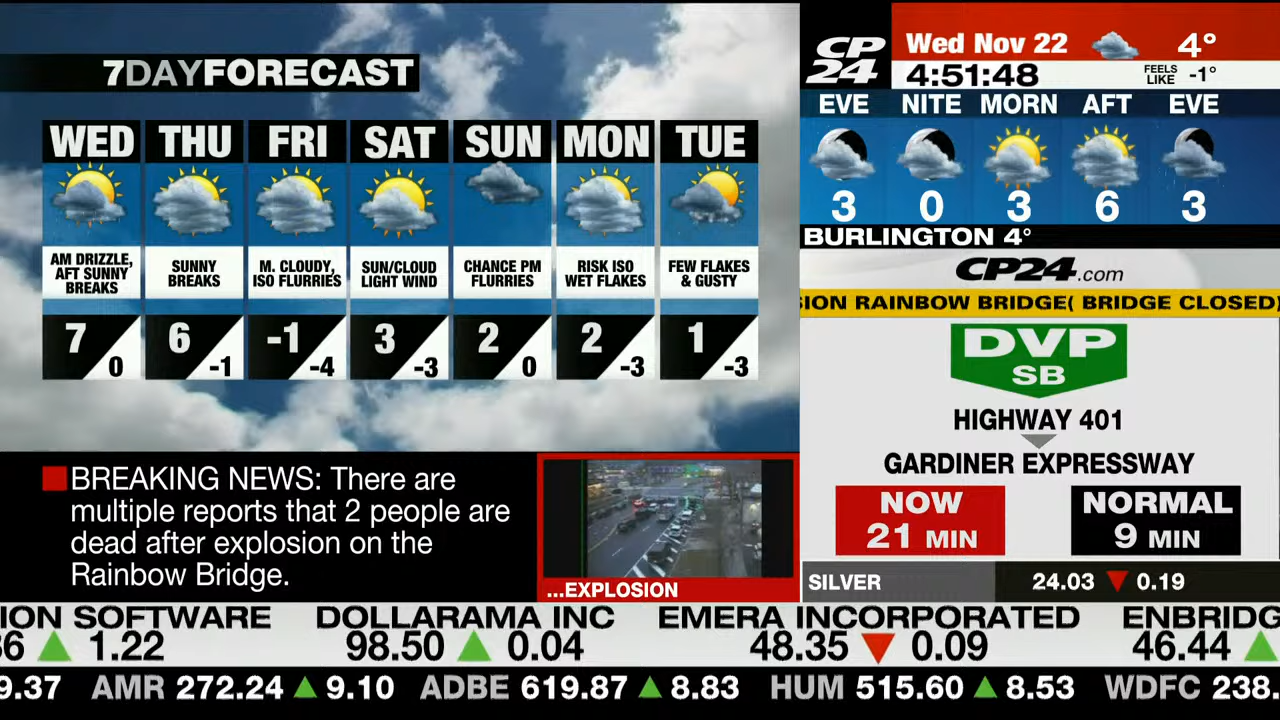 7DAYFORECAST
WED THU FRI SAT SUN MON TUE
AM DRIZZLE,
AFT SUNNY
BREAKS
SUNNY
BREAKS
M. CLOUDY,
ISO FLURRIES
SUN/CLOUD
LIGHT WIND
CHANCE PM
FLURRIES
RISK ISO
WET FLAKES
FEW FLAKES
& GUSTY
7 0
6 -1
-1 -4
3 -3
2 0
2 -3
1 -3
BREAKING NEWS: There are
multiple reports that 2 people are
dead after explosion on the
Rainbow Bridge.
...EXPLOSION
CP
24
Wed Nov 22
4°
4:51:48
FEELS
LIKE -1°
EVE NITE MORN AFT EVE
3 0 3 6 3
BURLINGTON 4°
CP24.com
SION RAINBOW BRIDGE( BRIDGE CLOSED)
DVP
SB
HIGHWAY 401
GARDINER EXPRESSWAY
NOW
21 MIN
NORMAL
9 MIN
SILVER 24.03 0.19
ION SOFTWARE DOLLARAMA INC EMERA INCORPORATED ENBRIDG
6 1.22 98.50 0.04 48.35 0.09 46.44
9.37 AMR 272.24 9.10 ADBE 619.87 8.83 HUM 515.60 8.53 WDFC 238.